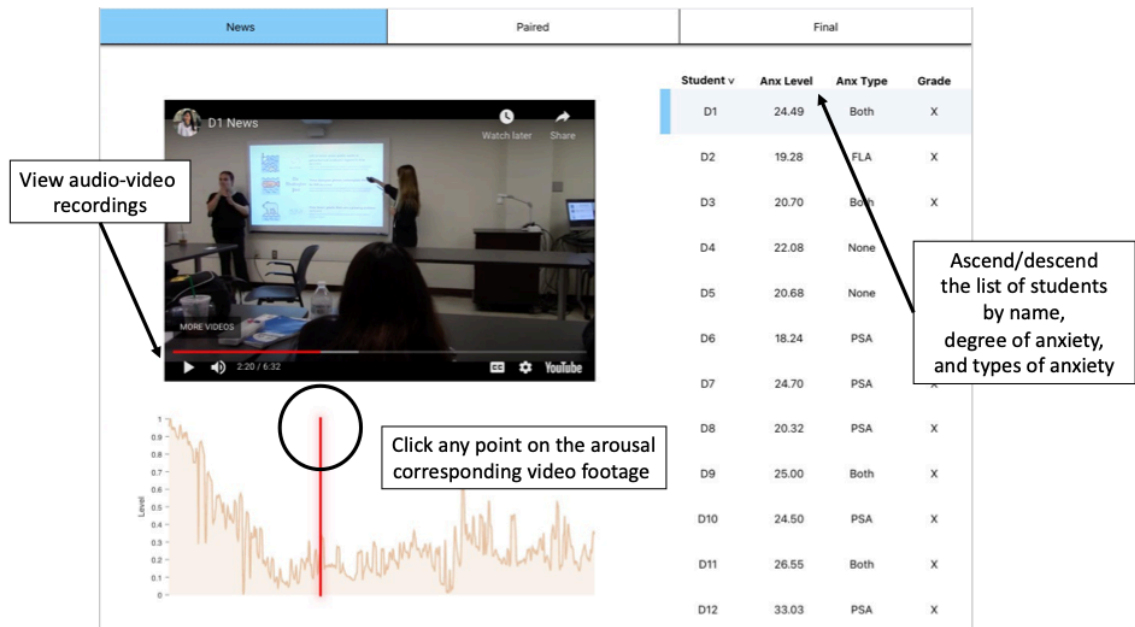 News Paired Final
Student v Anx Level Anx Type Grade
D1 24.49 Both X
D2 19.28 FLA X
D3 20.70 Both X
D4 22.08 None
D5 20.68 None
D6 18.24 PSA
D7 24.70 PSA
D8 20.32 PSA X
D9 25.00 Both X
D10 24.50 PSA X
D11 26.55 Both X
D12 33.03 PSA X
D1 News
Watch later Share
MORE VIDEOS
2:20 / 6:32
CC YouTube
View audio-video
recordings
Ascend/descend
the list of students
by name,
degree of anxiety,
and types of anxiety
Click any point on the arousal
corresponding video footage
Level
1
0.9
0.8
0.7
0.6
0.5
0.4
0.3
0.2
0.1
0